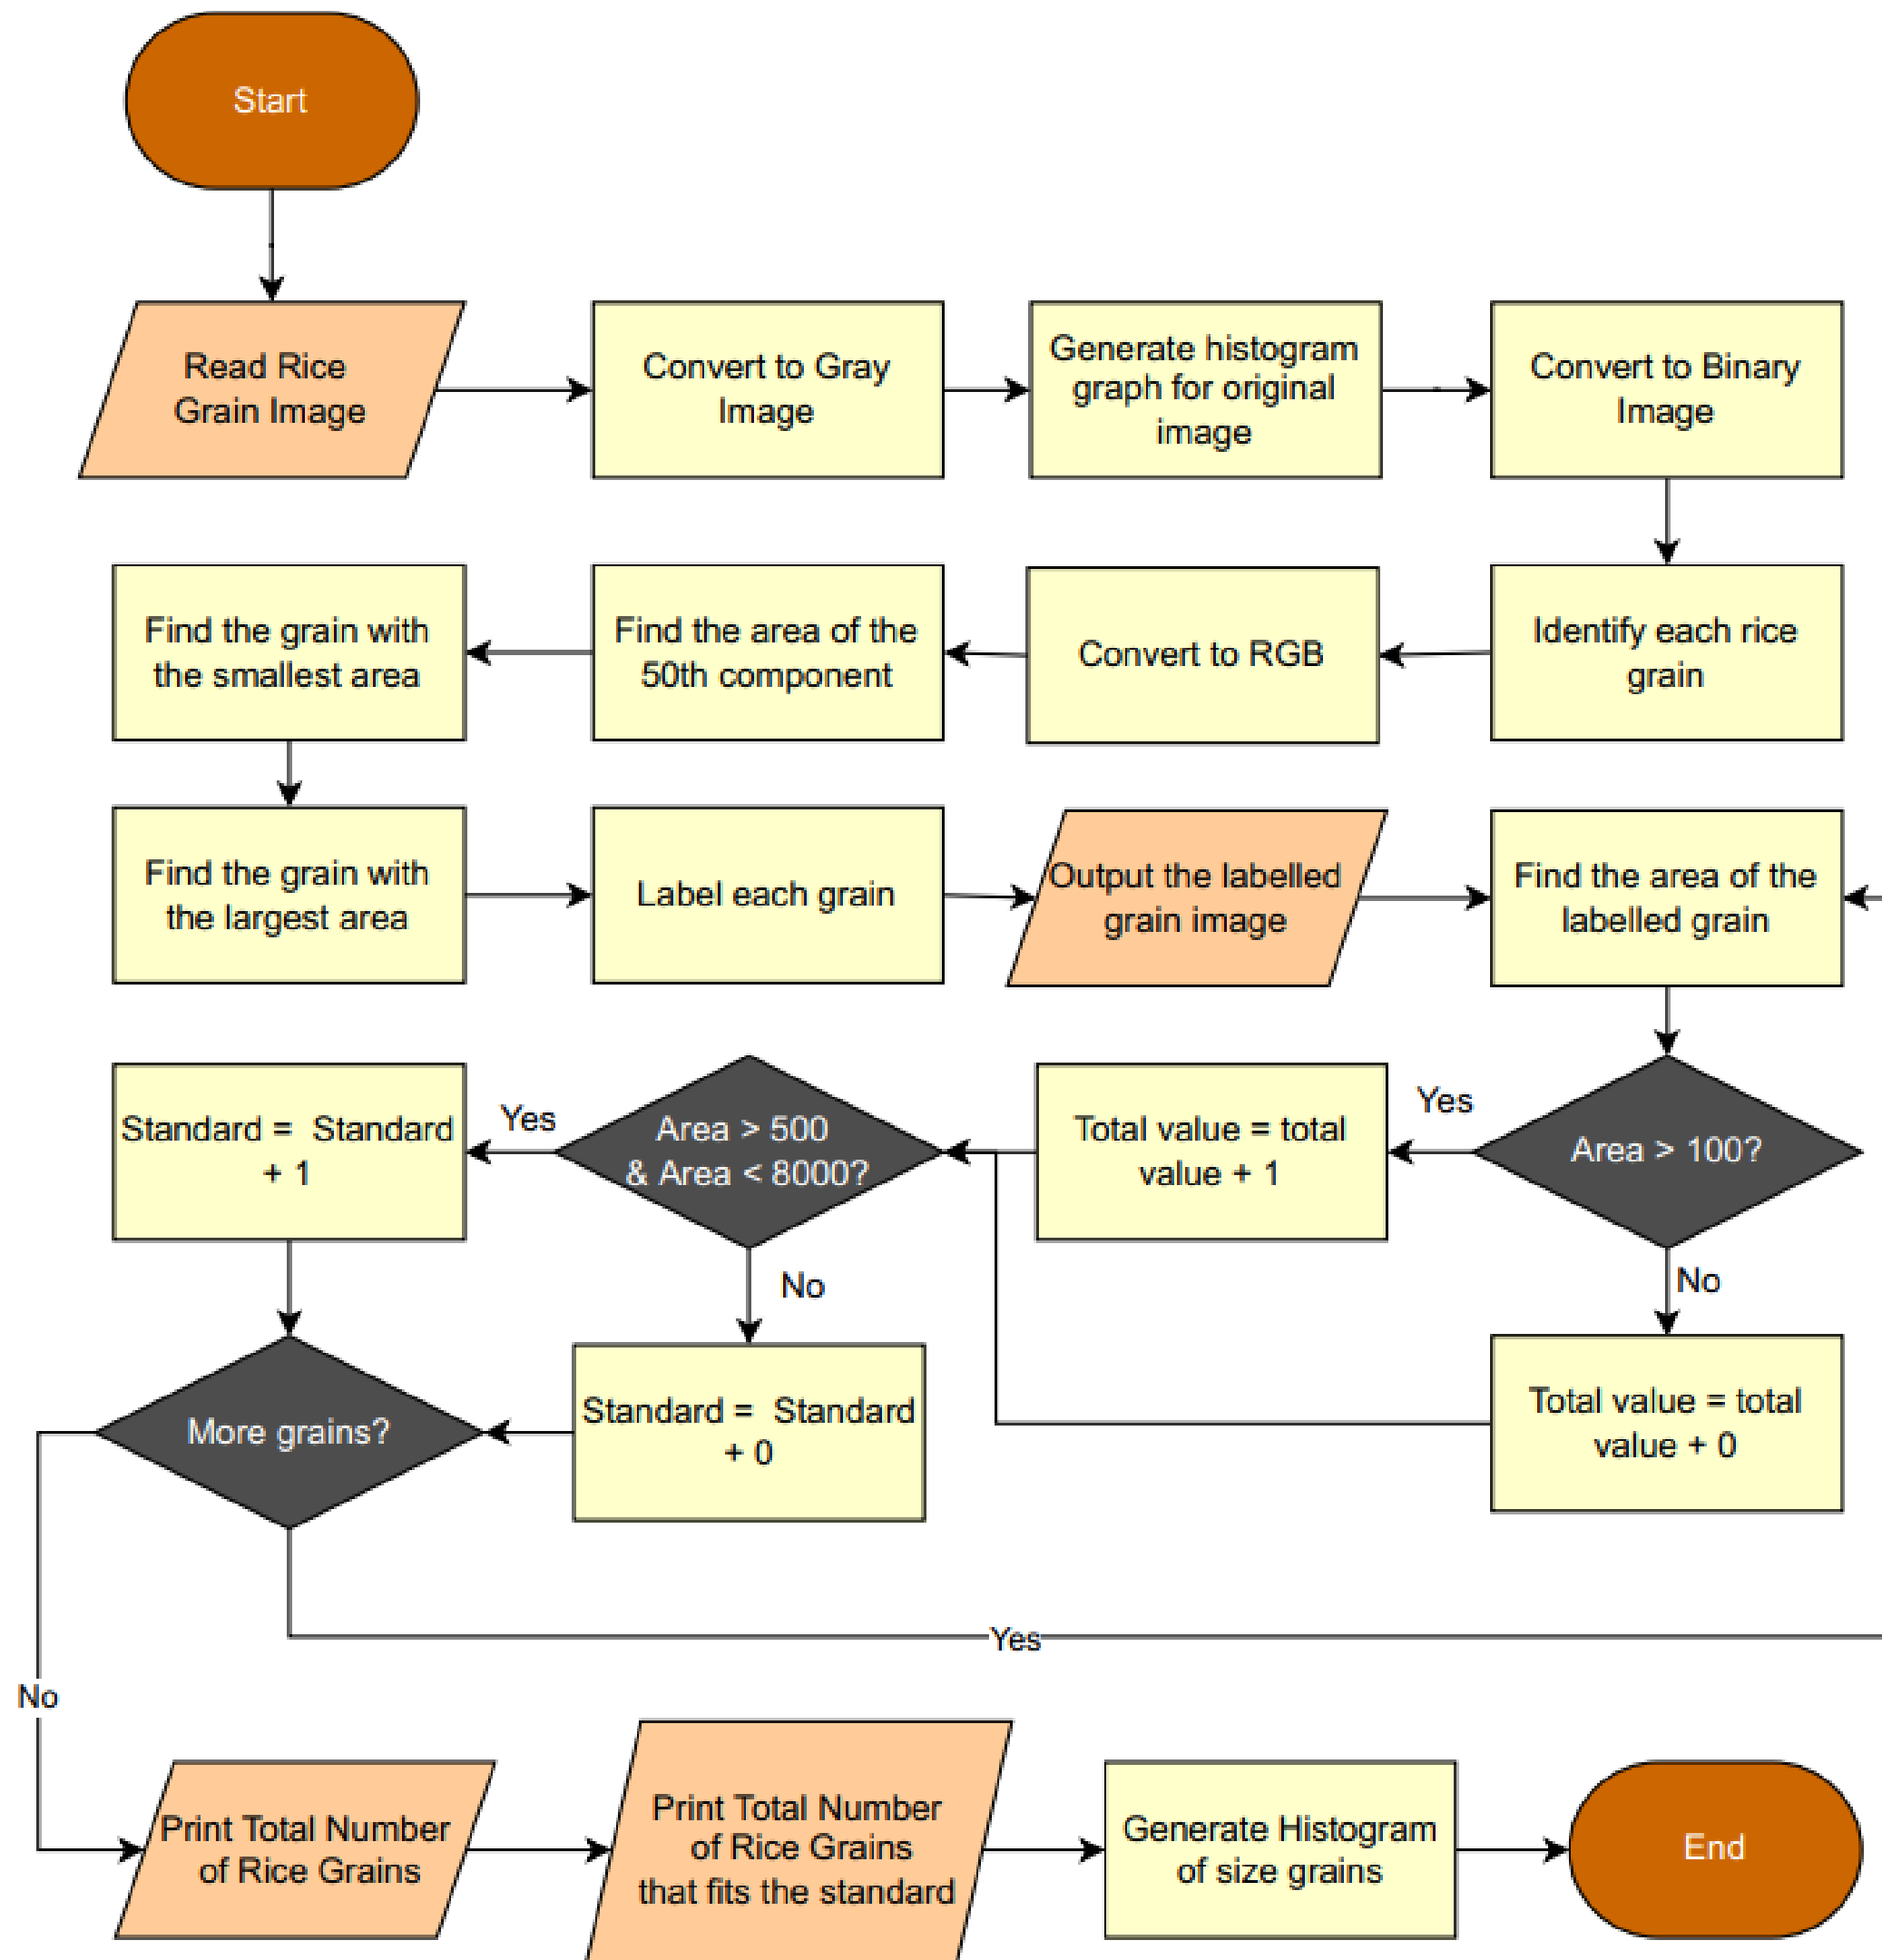 Start
Read Rice
Grain Image
Convert to Gray
Image
Generate histogram
graph for original
image
Convert to Binary
Image
Find the grain with
the smallest area
Find the area of the
50th component
Convert to RGB
Identify each rice
grain
Find the grain with
the largest area
Label each grain
Output the labelled
grain image
Find the area of the
labelled grain
Standard = Standard
+ 1
Yes
Area > 500
& Area < 8000?
Total value = total
value + 1
Yes
Area > 100?
No
No
More grains?
Standard = Standard
+ 0
Total value = total
value + 0
Yes
No
Print Total Number
of Rice Grains
Print Total Number
of Rice Grains
that fits the standard
Generate Histogram
of size grains
End